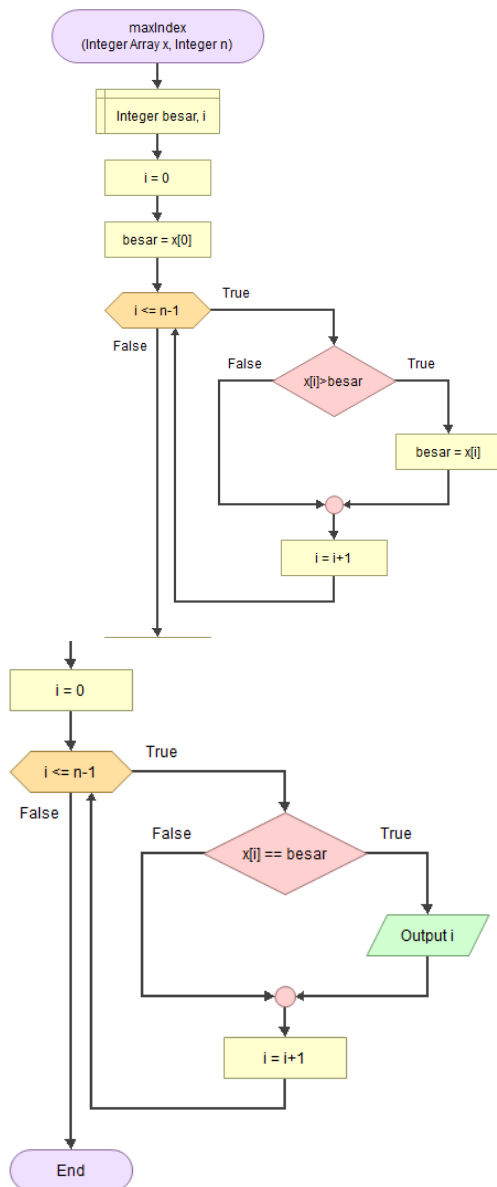 maxIndex
(Integer Array x, Integer n)
Integer besar, i
i = 0
besar = x[0]
i <= n-1
True
False
x[i]>besar
False
True
besar = x[i]
i = i+1
i = 0
i <= n-1
True
False
x[i] == besar
False
True
Output i
i = i+1
End